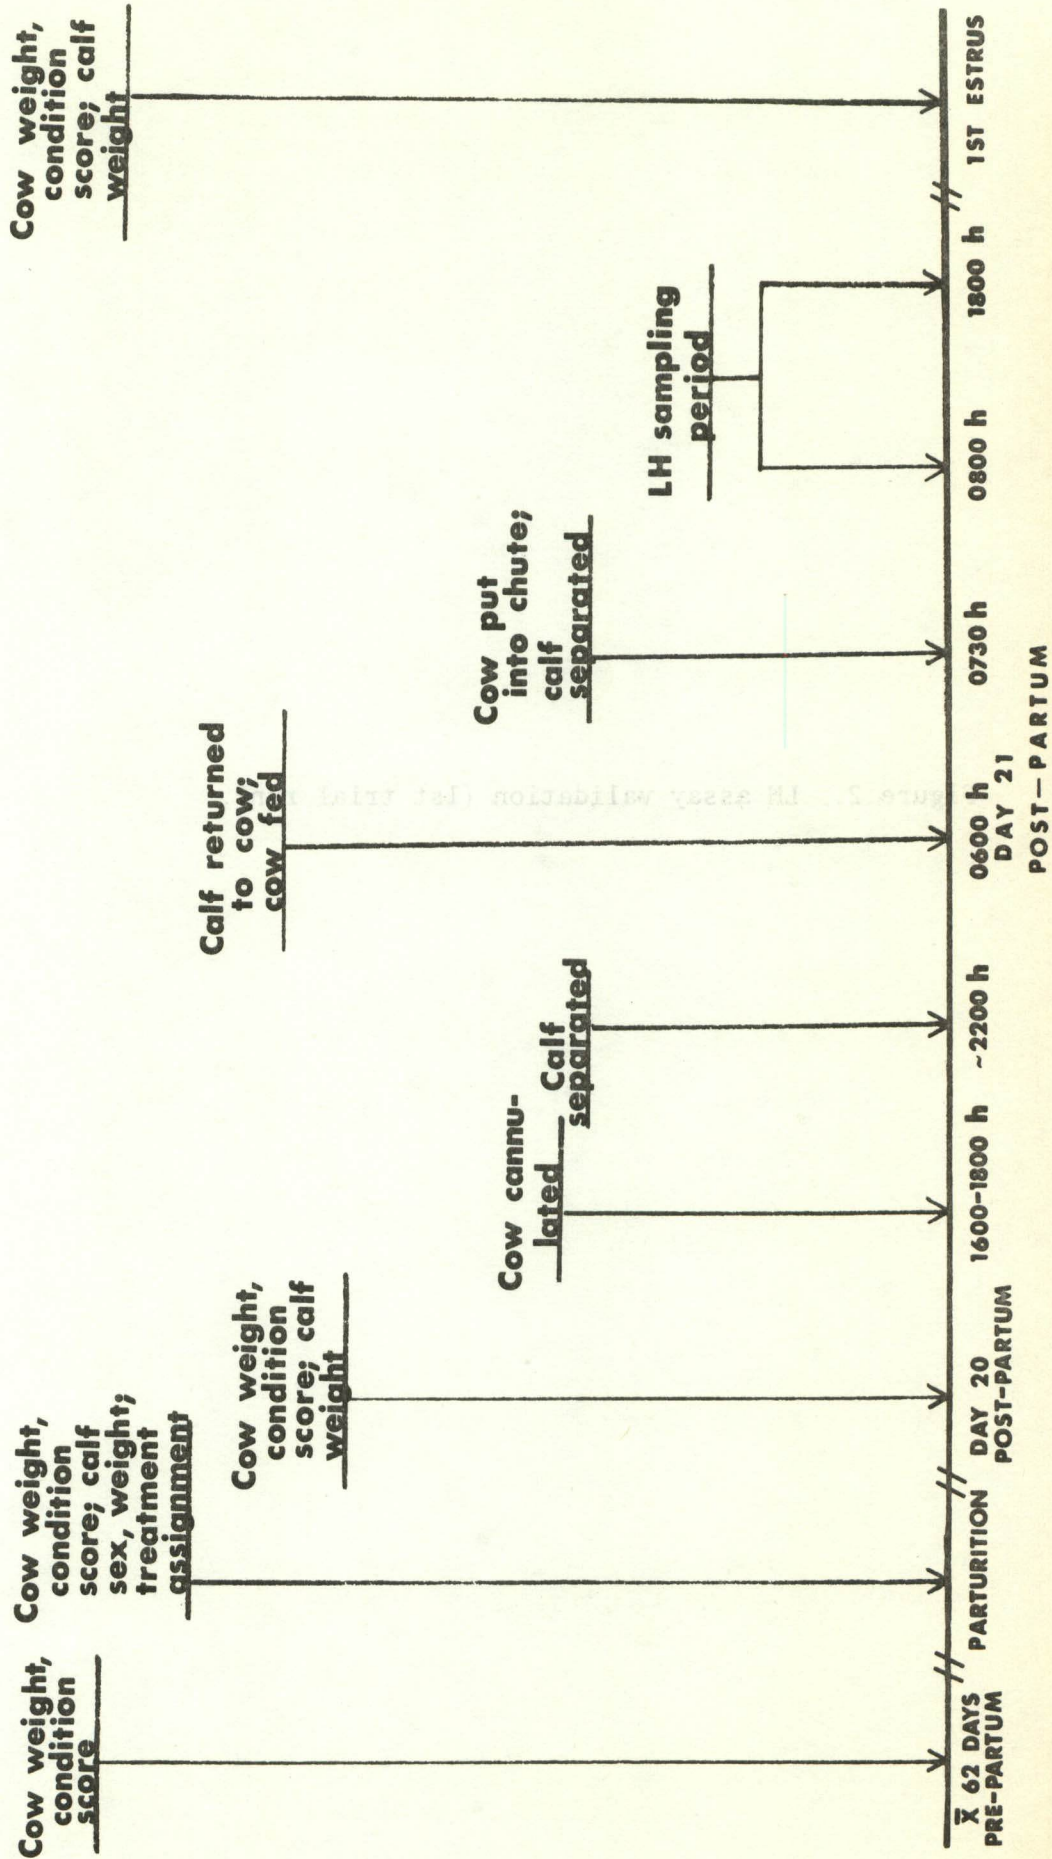 Cow weight,
condition
score
Cow weight,
condition
score; calf
sex, weight;
treatment
assignment
Cow weight,
condition
score; calf
weight
Cow cannu-
lated
Calf
separated
Calf returned
to cow;
cow fed
Cow put
into chute;
calf
separated
LH sampling
period
Cow weight,
condition
score; calf
weight
X̄ 62 DAYS
PRE-PARTUM
PARTURITION
DAY 20
POST-PARTUM
1600-1800 h
~2200 h
0600 h
DAY 21
POST-PARTUM
0730 h
0800 h
1800 h
1ST ESTRUS
Figure 2. LH assay validation (1st trial